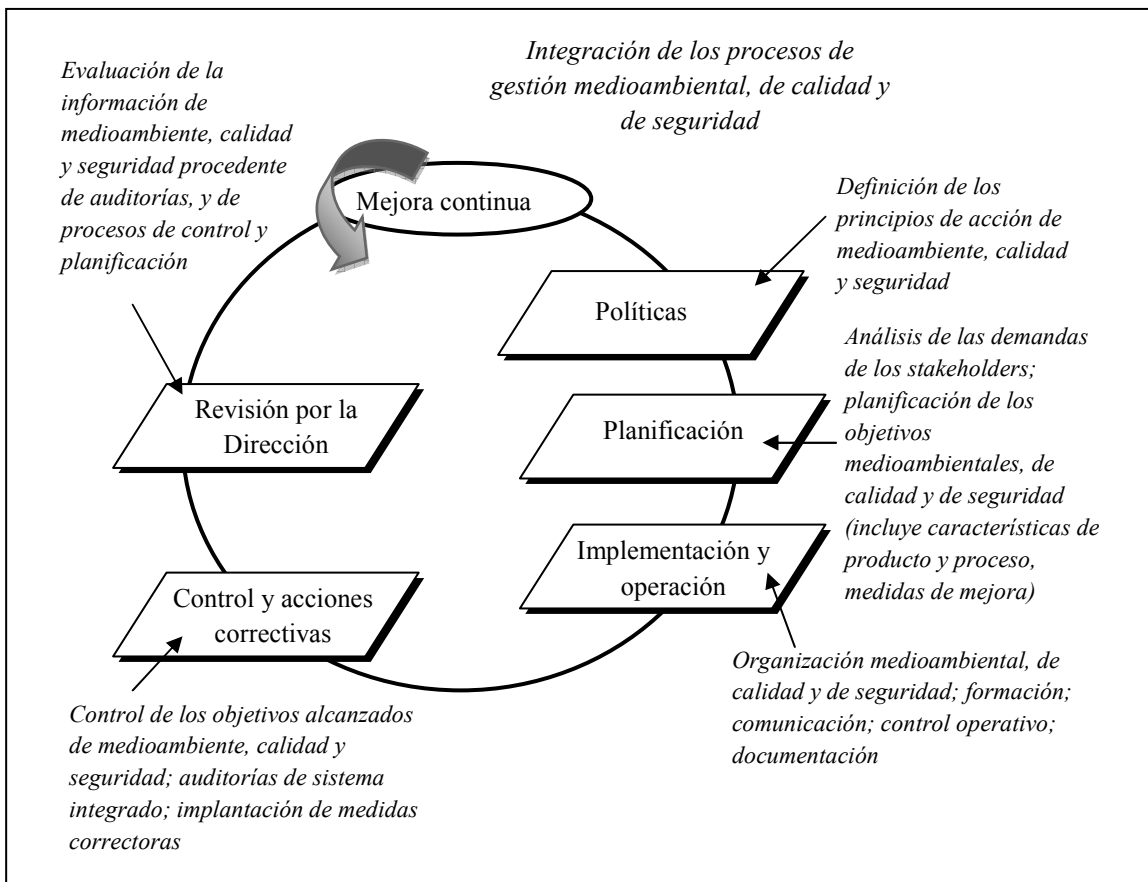 Integración de los procesos de
gestión medioambiental, de calidad y
de seguridad
Evaluación de la
información de
medioambiente, calidad
y seguridad procedente
de auditorías, y de
procesos de control y
planificación
Mejora continua
Definición de los
principios de acción de
medioambiente, calidad
y seguridad
Políticas
Análisis de las demandas
de los stakeholders;
planificación de los
objetivos
medioambientales, de
calidad y de seguridad
(incluye características de
producto y proceso,
medidas de mejora)
Planificación
Revisión por la
Dirección
Implementación y
operación
Control y acciones
correctivas
Organización medioambiental, de
calidad y de seguridad; formación;
comunicación; control operativo;
documentación
Control de los objetivos alcanzados
de medioambiente, calidad y
seguridad; auditorías de sistema
integrado; implantación de medidas
correctoras